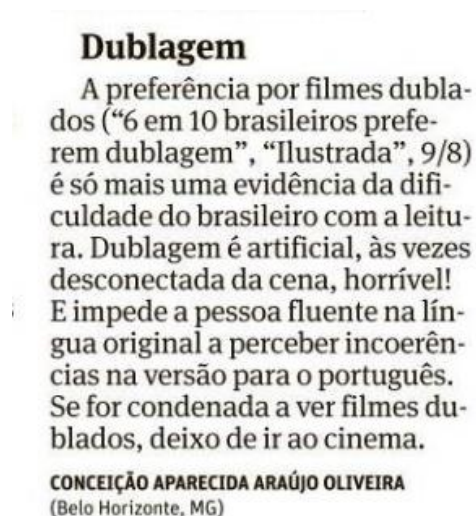 Dublagem
A preferência por filmes dubla-
dos (“6 em 10 brasileiros prefe-
rem dublagem”, “Ilustrada”, 9/8)
é só mais uma evidência da difi-
culdade do brasileiro com a leitu-
ra. Dublagem é artificial, às vezes
desconectada da cena, horrível!
E impede a pessoa fluente na lín-
gua original a perceber incoerên-
cias na versão para o português.
Se for condenada a ver filmes du-
blados, deixo de ir ao cinema.
CONCEIÇÃO APARECIDA ARAÚJO OLIVEIRA
(Belo Horizonte, MG)